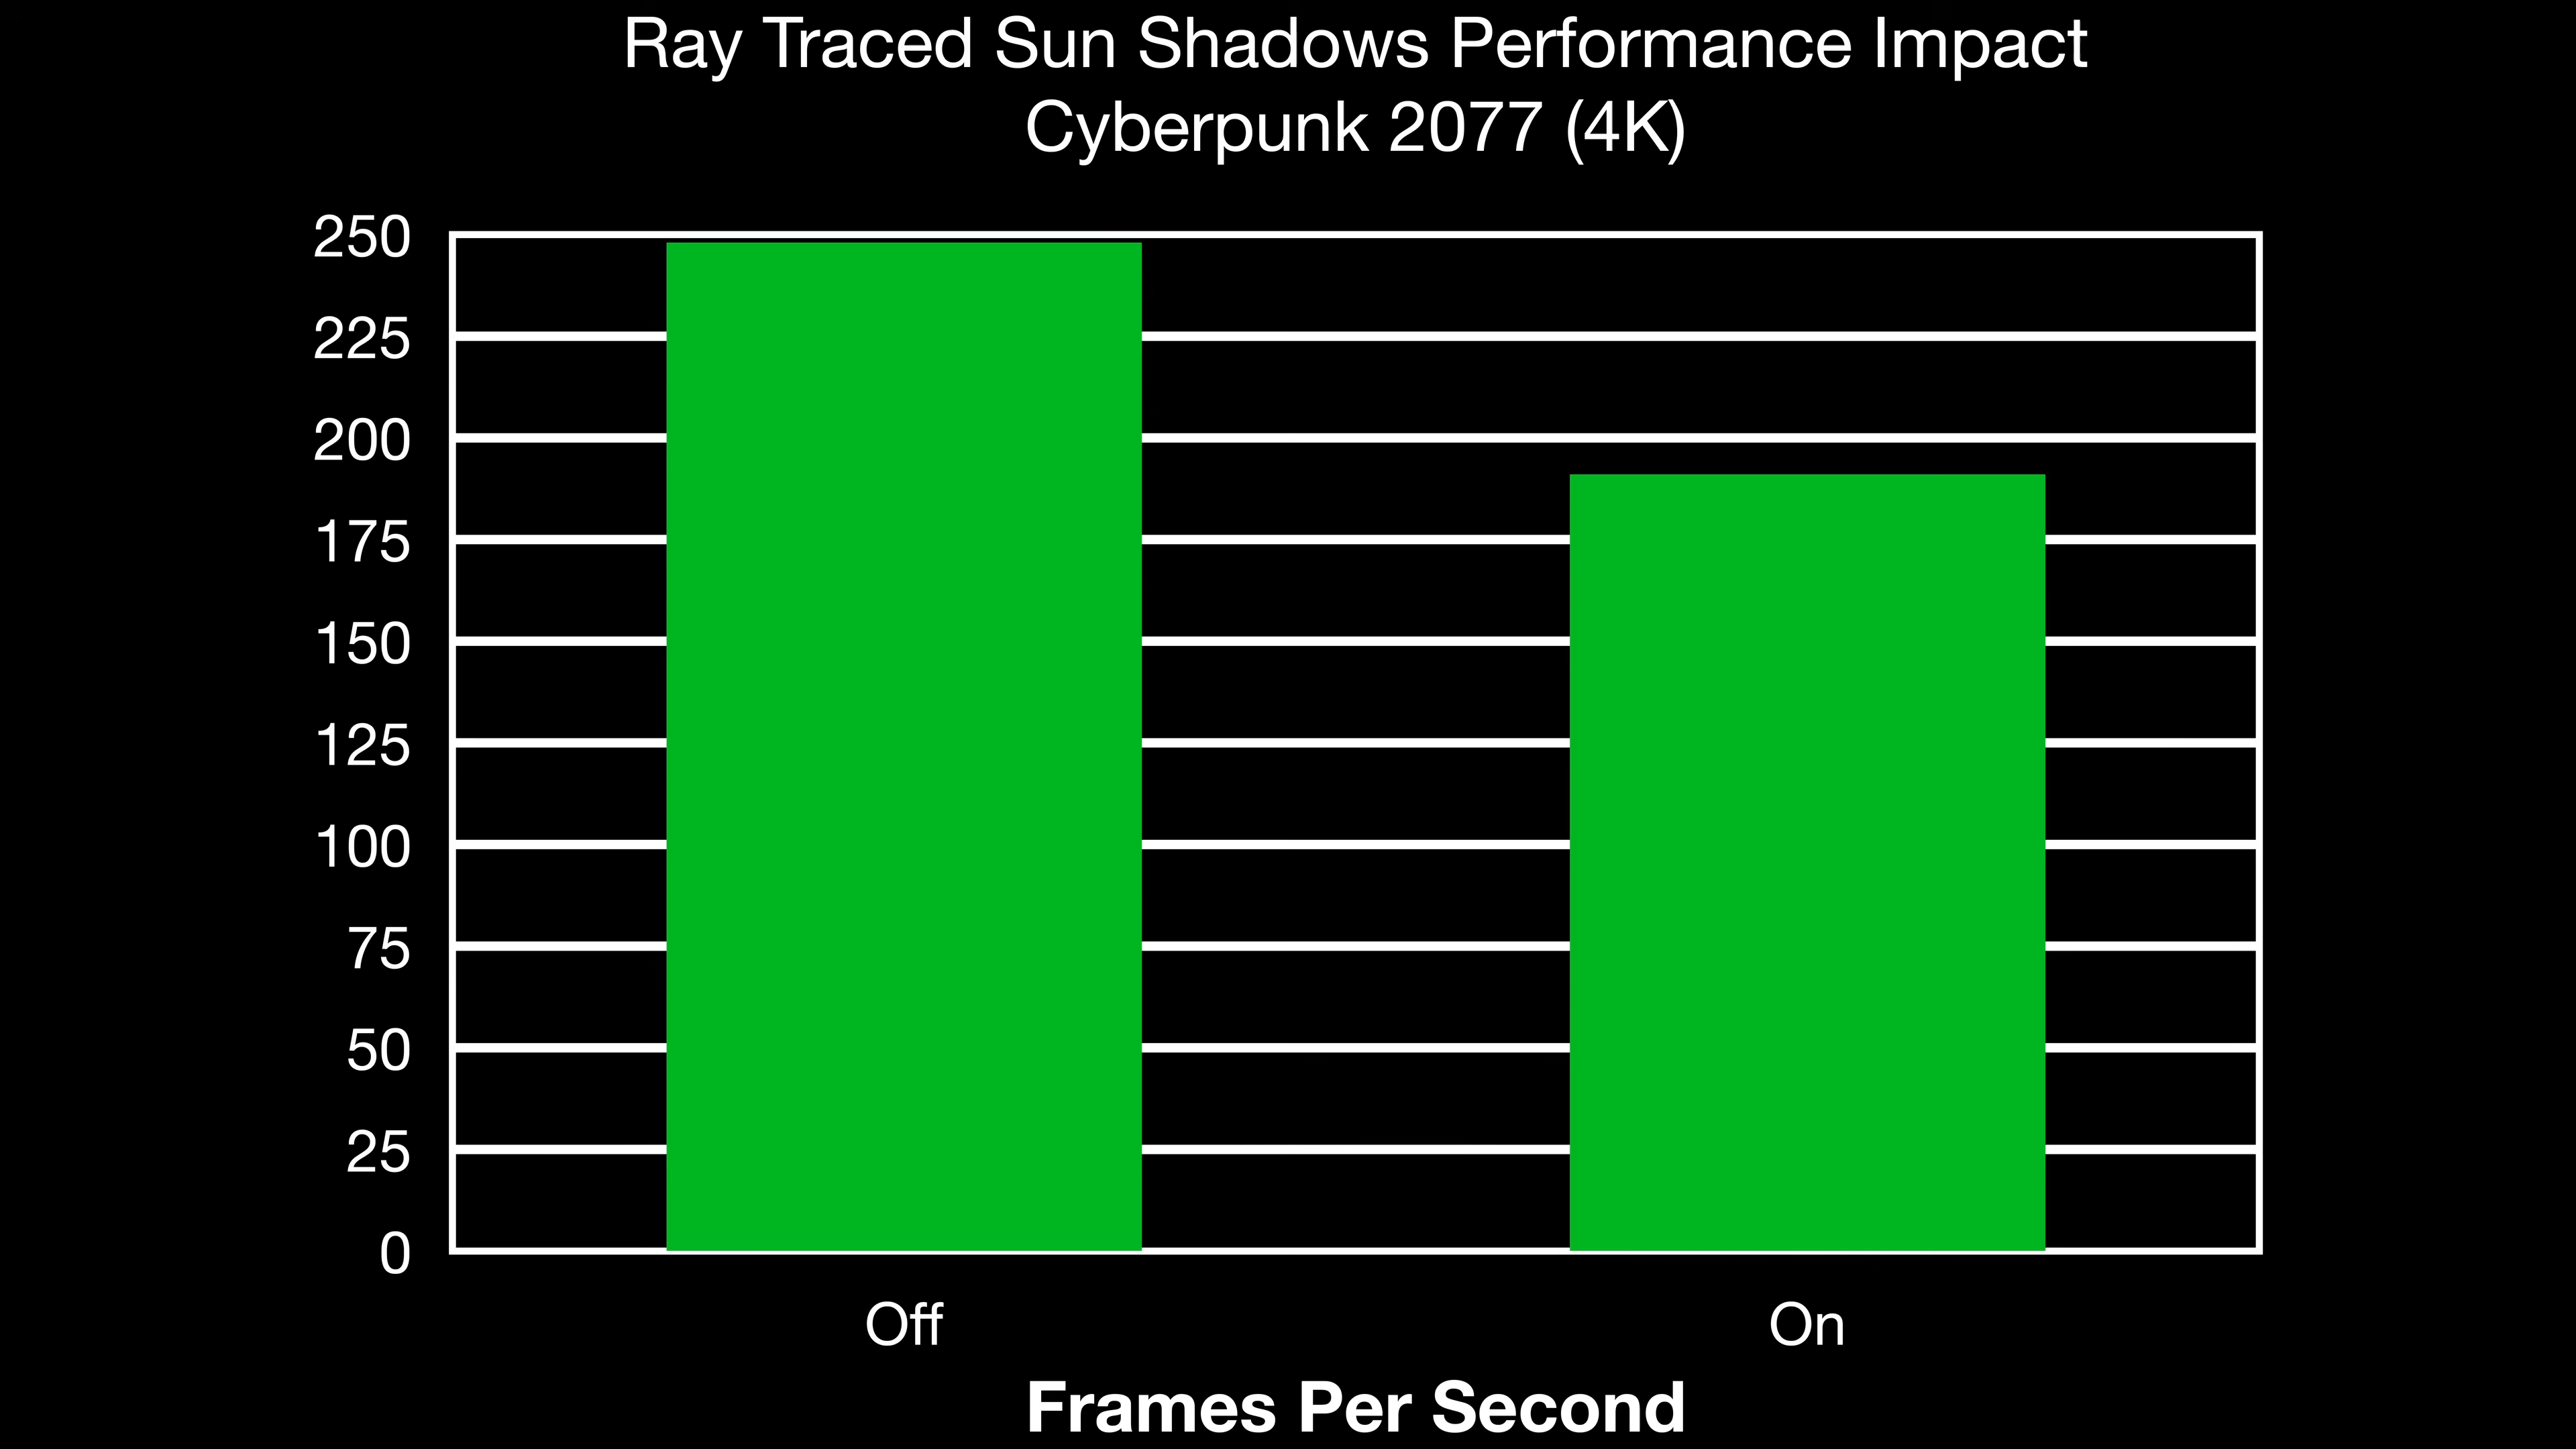 Ray Traced Sun Shadows Performance Impact
Cyberpunk 2077 (4K)
250
225
200
175
150
125
100
75
50
25
0
Off On
Frames Per Second